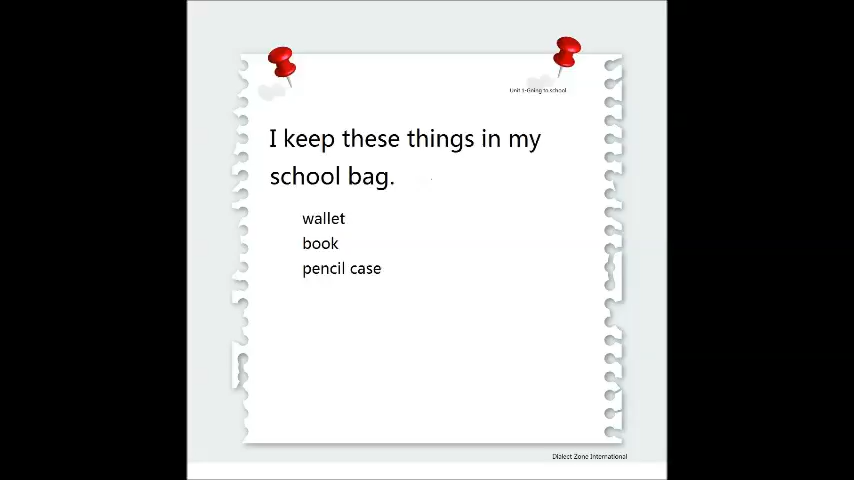 Unit 1-Going to school
I keep these things in my
school bag.
wallet
book
pencil case
Dialect Zone International